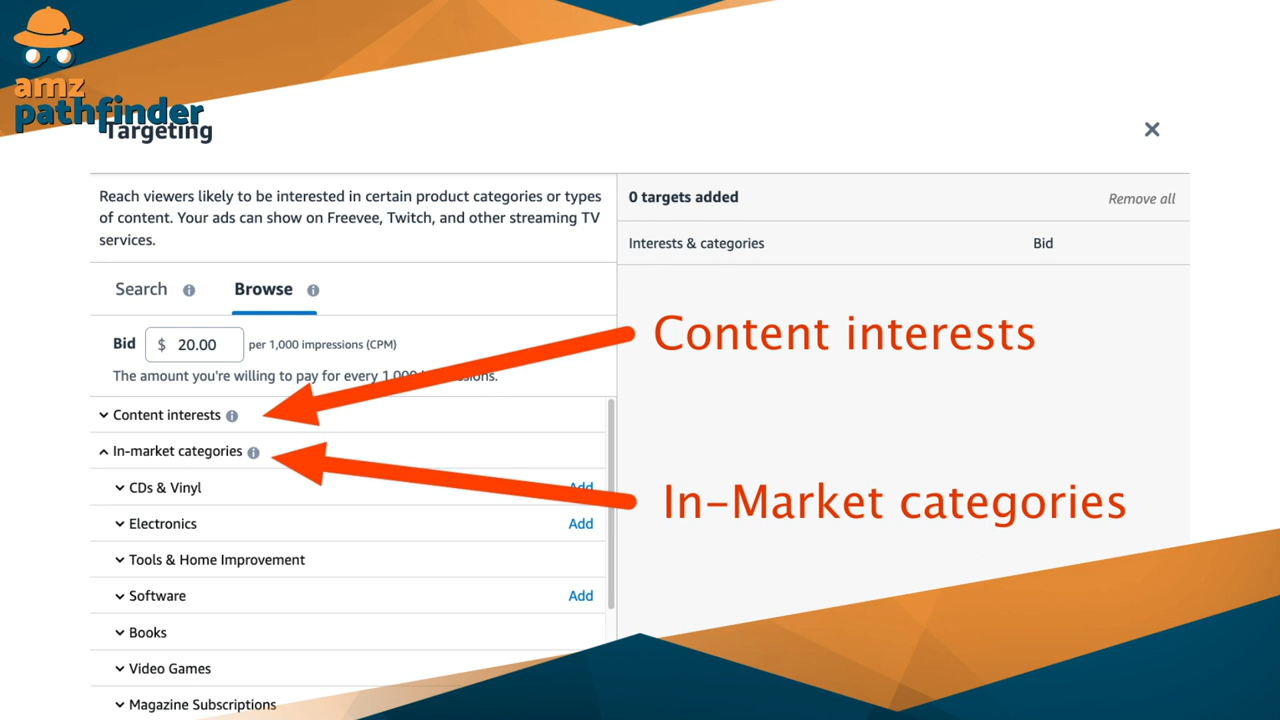 amz
pathfinder
Targeting
Reach viewers likely to be interested in certain product categories or types
of content. Your ads can show on Freevee, Twitch, and other streaming TV
services.
0 targets added
Remove all
Interests & categories
Bid
Search
Browse
Bid
$ 20.00
per 1,000 impressions (CPM)
The amount you're willing to pay for every 1,000 impressions.
Content interests
Content interests
In-market categories
In-Market categories
CDs & Vinyl
Add
Electronics
Add
Tools & Home Improvement
Software
Add
Books
Video Games
Magazine Subscriptions